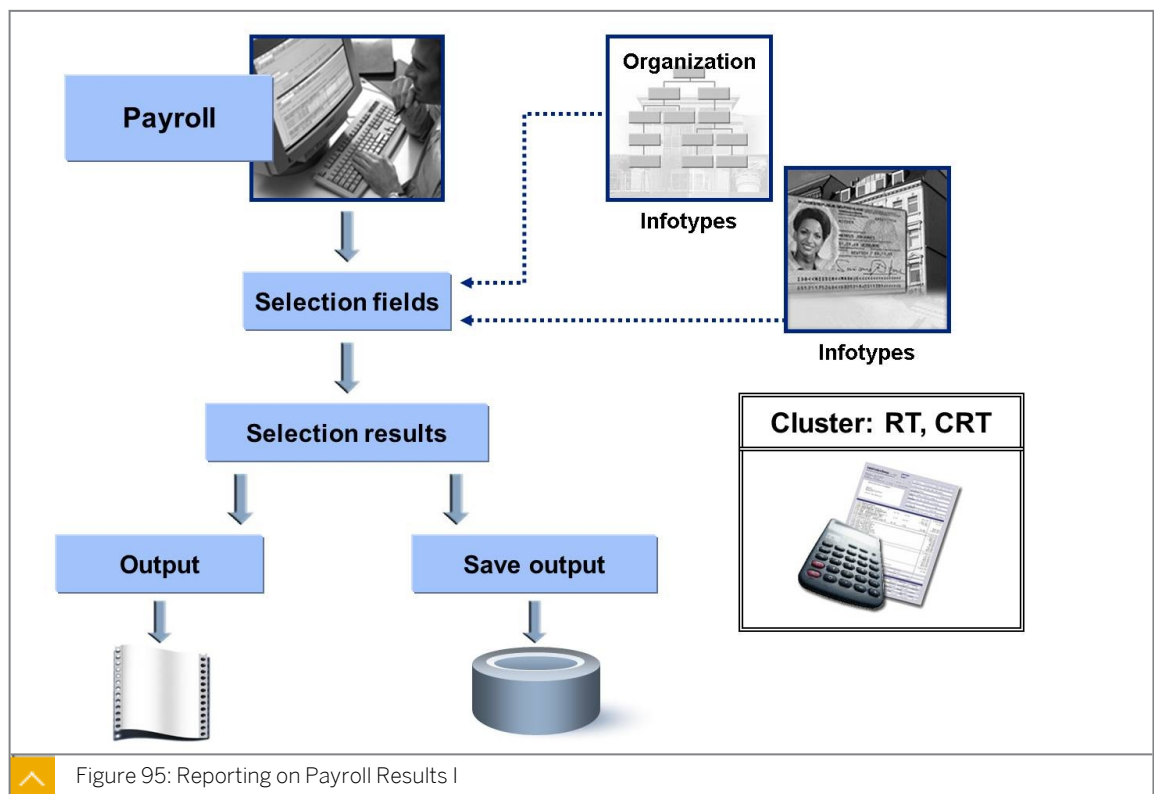 Payroll
Organization
Infotypes
Selection fields
Infotypes
Selection results
Cluster: RT, CRT
Output
Save output
Figure 95: Reporting on Payroll Results I